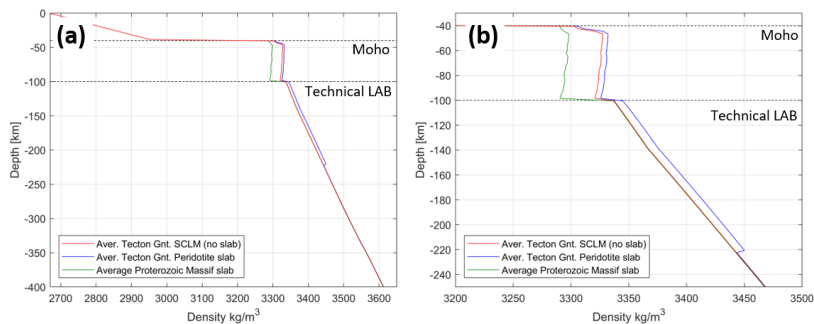 (a)
0
-50
-100
-150
-200
-250
-300
-350
-400
Depth [km]
Moho
Technical LAB
Aver. Tecton Gnt. SCLM (no slab)
Aver. Tecton Gnt. Peridotite slab
Average Proterozoic Massif slab
2700 2800 2900 3000 3100 3200 3300 3400 3500 3600
Density kg/m³
(b)
-40
-60
-80
-100
-120
-140
-160
-180
-200
-220
-240
Depth [km]
Moho
Technical LAB
Aver. Tecton Gnt. SCLM (no slab)
Aver. Tecton Gnt. Peridotite slab
Average Proterozoic Massif slab
3200 3250 3300 3350 3400 3450 3500
Density kg/m³